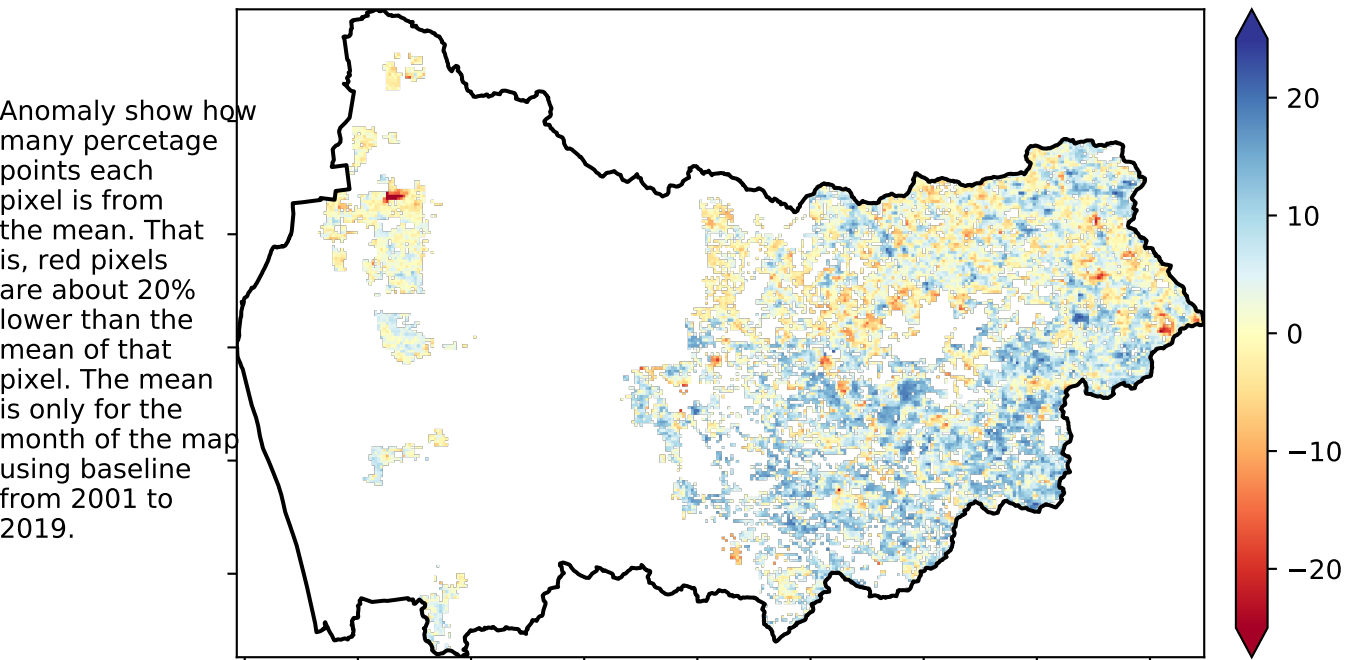 Anomaly show how
many percetage
points each
pixel is from
the mean. That
is, red pixels
are about 20%
lower than the
mean of that
pixel. The mean
is only for the
month of the map
using baseline
from 2001 to
2019.
20
10
0
−10
−20